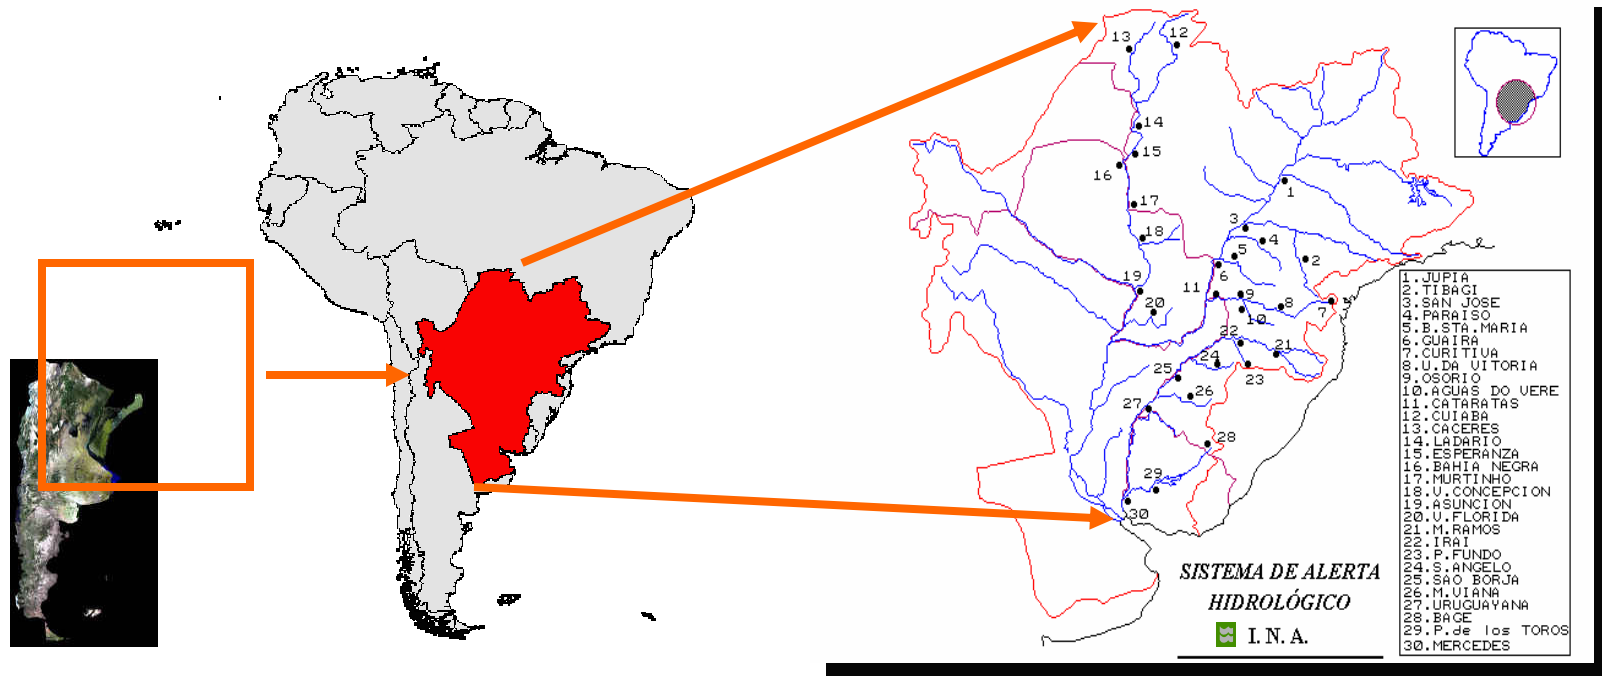 13
12
14
15
16
1
17
3
18
4
5
2
6
19
11
9
20
8
10
7
22
21
24
25
23
26
27
28
29
30
1.JUPIA
2.TIBAGI
3.SAN JOSE
4.PARAISO
5.B.STA.MARIA
6.GUAIRA
7.CURITIVA
8.U.DA VITORIA
9.OSORIO
10.AGUAS DO VERE
11.CATARATAS
12.CUIABA
13.CACERES
14.LADARIO
15.ESPERANZA
16.BAHIA NEGRA
17.MURTINHO
18.V.CONCEPCION
19.ASUNCION
20.V.FLORIDA
21.M.RAMOS
22.IRAI
23.P.FUNDO
24.S.ANGELO
25.SAO BORJA
26.M.VIANA
27.URUGUAYANA
28.BAGE
29.P.de los TOROS
30.MERCEDES
SISTEMA DE ALERTA
HIDROLÓGICO
I. N. A.